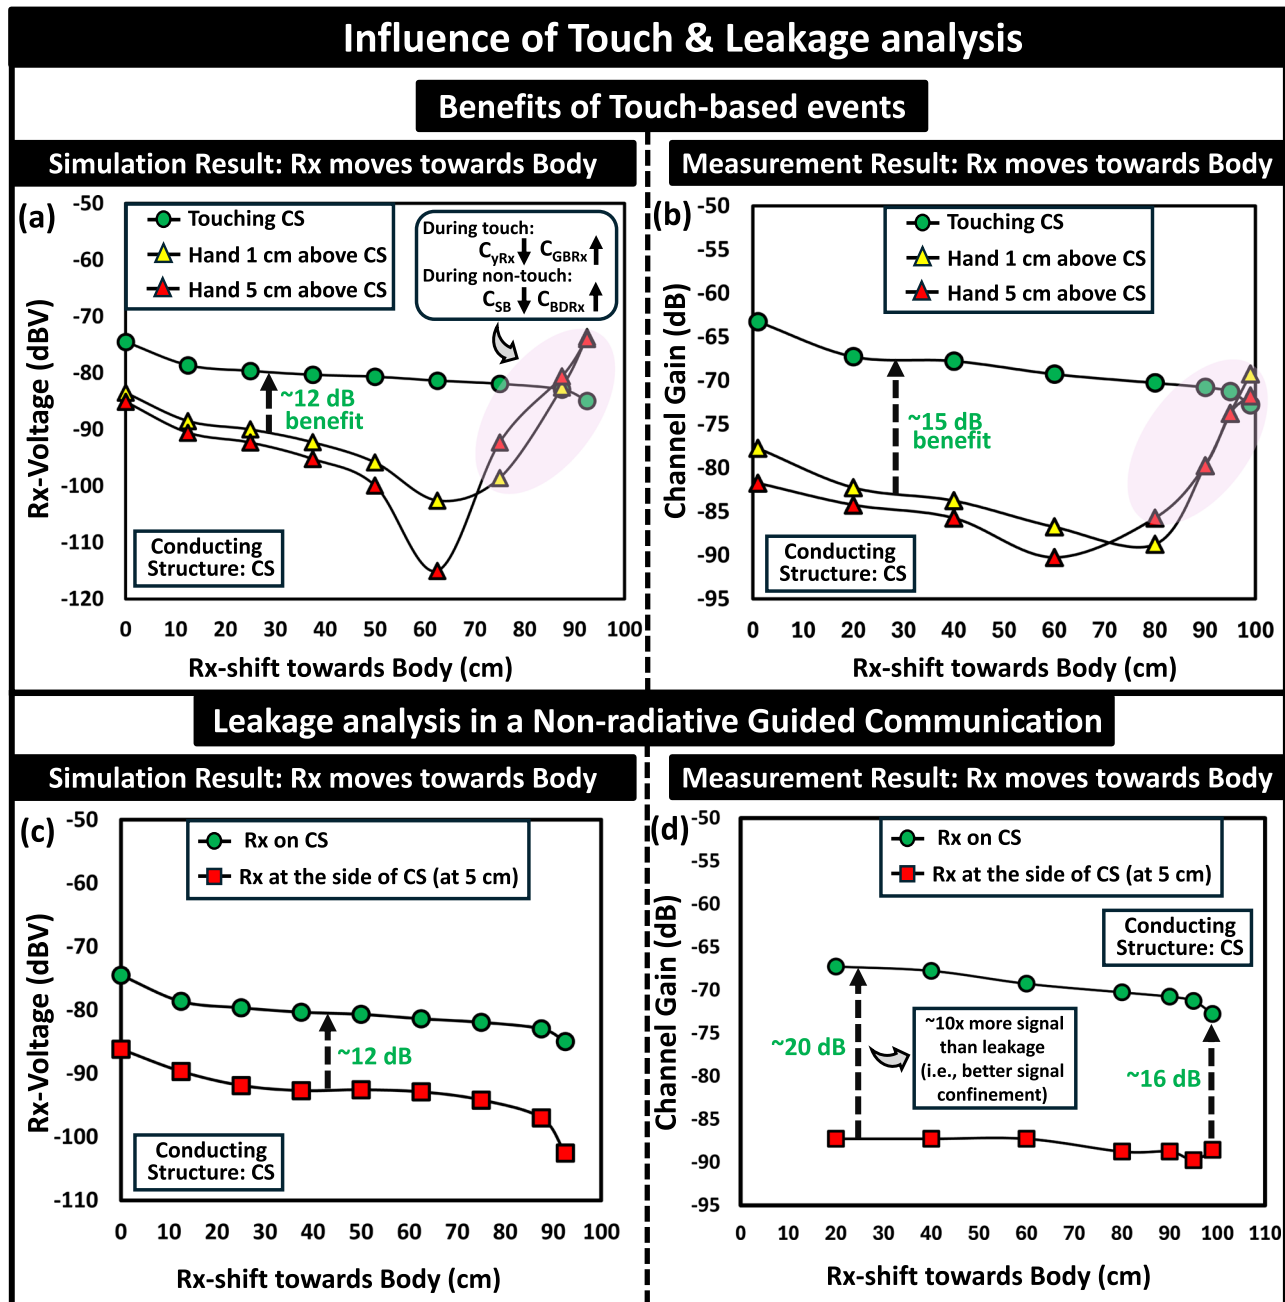 Influence of Touch & Leakage analysis
Benefits of Touch-based events
Simulation Result: Rx moves towards Body
Measurement Result: Rx moves towards Body
(a)
-50
-60
-70
-80
-90
-100
-110
-120
Rx-Voltage (dBV)
Touching CS
Hand 1 cm above CS
Hand 5 cm above CS
During touch:
CyRx CGBRx
During non-touch:
CSB CBDRx
~12 dB
benefit
Conducting
Structure: CS
0 10 20 30 40 50 60 70 80 90 100
Rx-shift towards Body (cm)
(b)
-50
-55
-60
-65
-70
-75
-80
-85
-90
-95
Channel Gain (dB)
Touching CS
Hand 1 cm above CS
Hand 5 cm above CS
~15 dB
benefit
Conducting
Structure: CS
0 10 20 30 40 50 60 70 80 90 100
Rx-shift towards Body (cm)
Leakage analysis in a Non-radiative Guided Communication
Simulation Result: Rx moves towards Body
Measurement Result: Rx moves towards Body
(c)
-50
-60
-70
-80
-90
-100
-110
Rx-Voltage (dBV)
Rx on CS
Rx at the side of CS (at 5 cm)
~12 dB
Conducting
Structure: CS
0 10 20 30 40 50 60 70 80 90 100
Rx-shift towards Body (cm)
(d)
-50
-55
-60
-65
-70
-75
-80
-85
-90
-95
Channel Gain (dB)
Rx on CS
Rx at the side of CS (at 5 cm)
Conducting
Structure: CS
~20 dB
~10x more signal
than leakage
(i.e., better signal
confinement)
~16 dB
0 10 20 30 40 50 60 70 80 90 100 110
Rx-shift towards Body (cm)